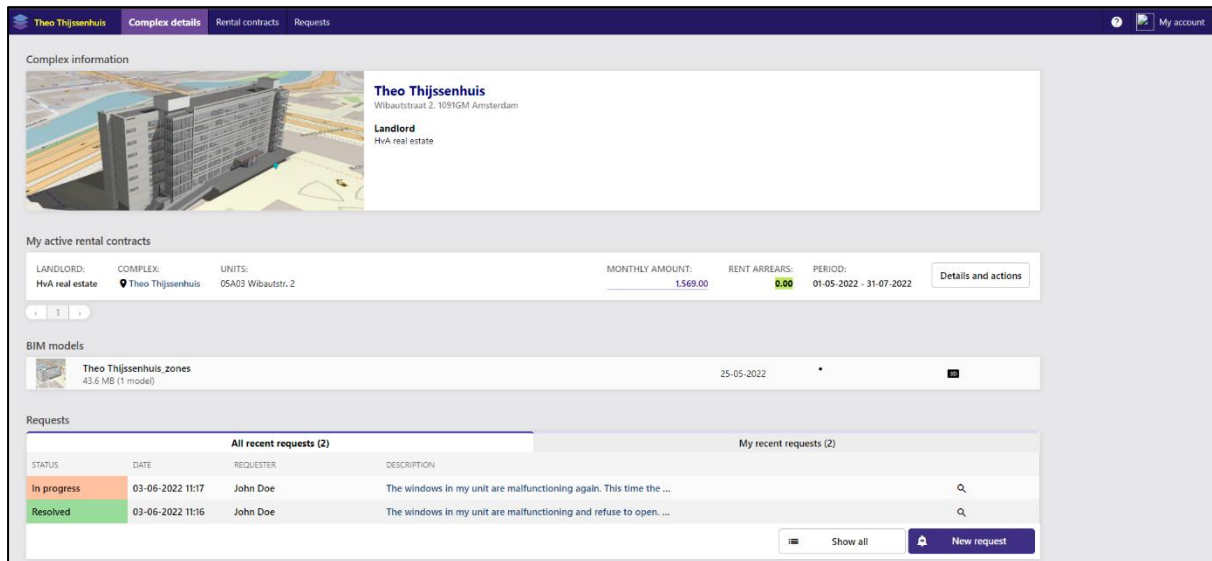 Theo Thijssenhuis Complex details Rental contracts Requests ? My account
Complex information
Theo Thijssenhuis
Wibautstraat 2, 1091GM Amsterdam
Landlord
HvA real estate
My active rental contracts
LANDLORD: COMPLEX: UNITS: MONTHLY AMOUNT: RENT ARREARS: PERIOD:
HvA real estate Theo Thijssenhuis 05A03 Wibautstr. 2 1,569.00 0.00 01-05-2022 - 31-07-2022 Details and actions
‹ 1 ›
BIM models
Theo Thijssenhuis_zones
43.6 MB (1 model) 25-05-2022 3D
Requests
All recent requests (2) My recent requests (2)
STATUS DATE REQUESTER DESCRIPTION
In progress 03-06-2022 11:17 John Doe The windows in my unit are malfunctioning again. This time the ...
Resolved 03-06-2022 11:16 John Doe The windows in my unit are malfunctioning and refuse to open. ...
Show all New request